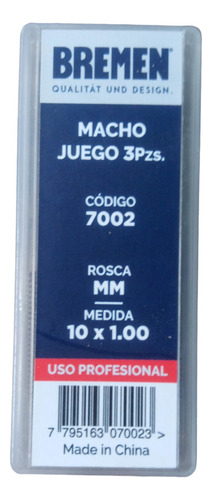 BREMEN®
QUALITÄT UND DESIGN.
MACHO
JUEGO 3Pzs.
CÓDIGO
7002
ROSCA
MM
MEDIDA
10 x 1.00
USO PROFESIONAL
7 795163 070023 >
Made in China